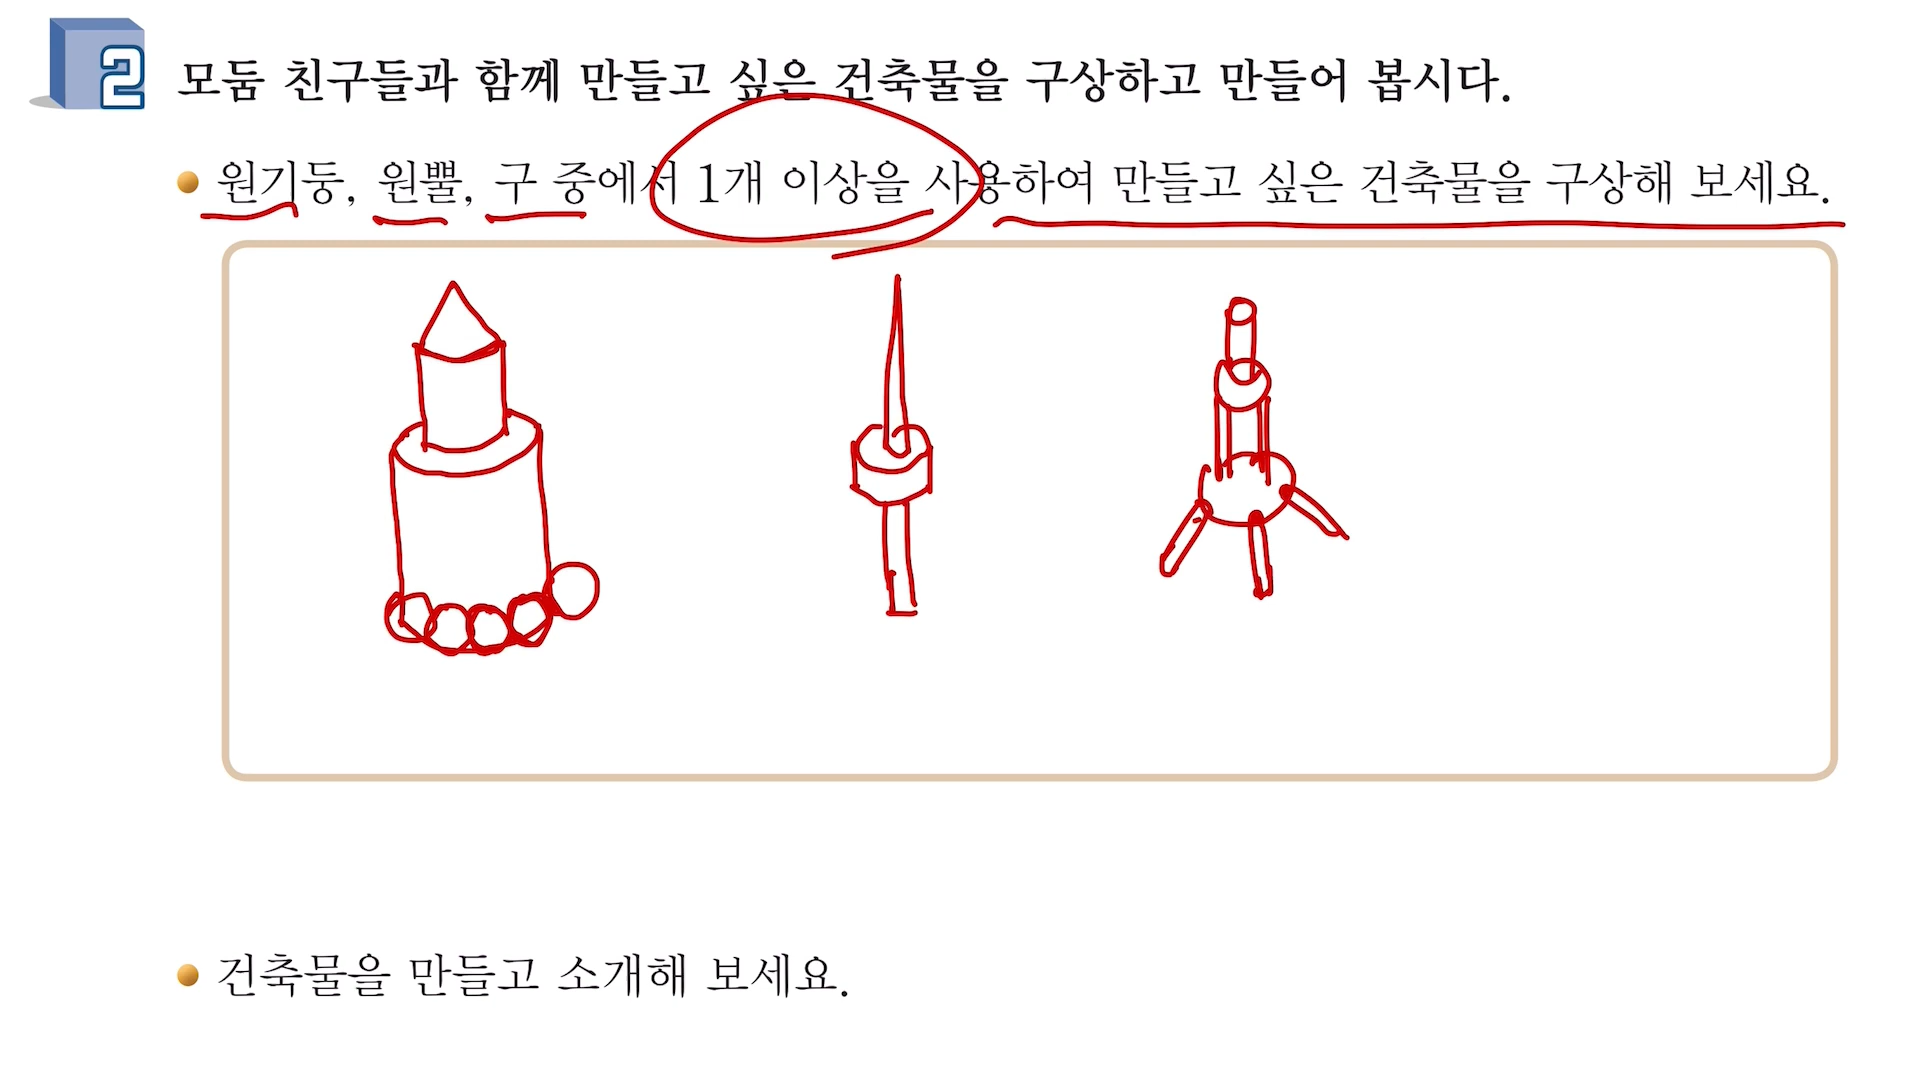 2
모둠 친구들과 함께 만들고 싶은 건축물을 구상하고 만들어 봅시다.
원기둥, 원뿔, 구 중에서 1개 이상을 사용하여 만들고 싶은 건축물을 구상해 보세요.
건축물을 만들고 소개해 보세요.